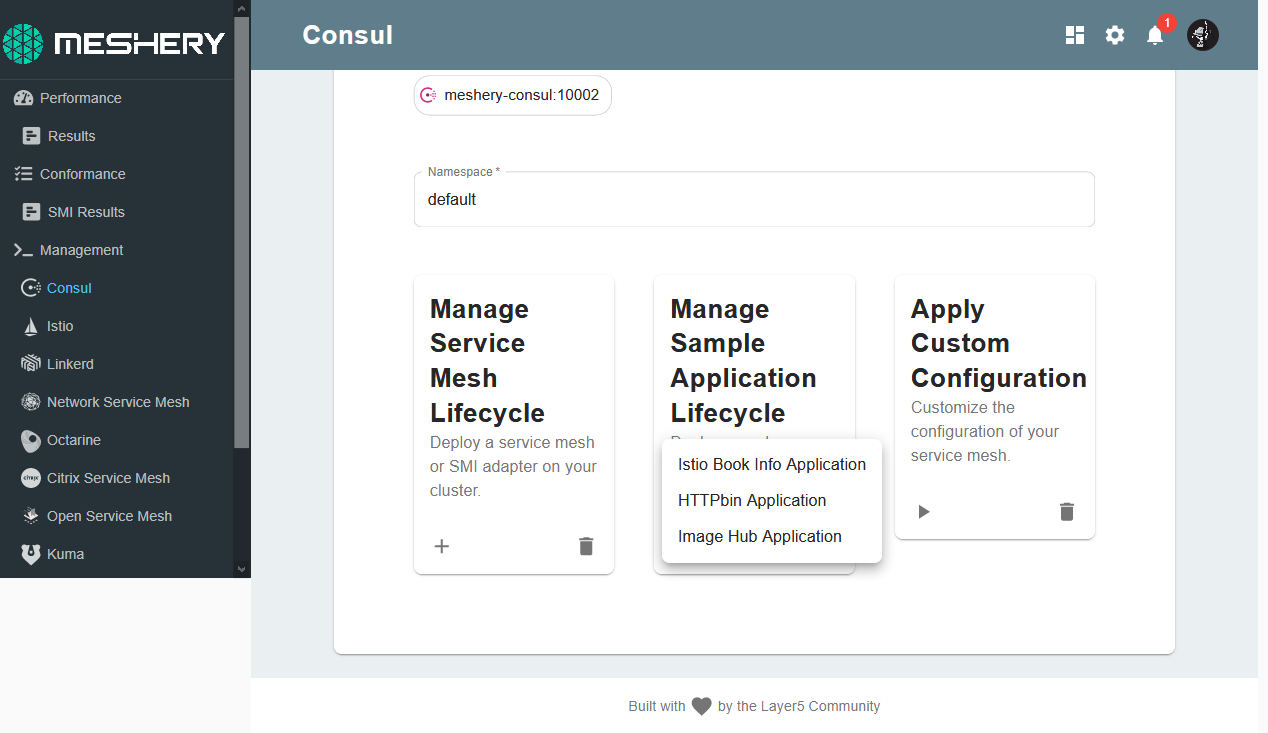 MESHERY
Consul
1
Performance
Results
Conformance
SMI Results
Management
Consul
Istio
Linkerd
Network Service Mesh
Octarine
Citrix Service Mesh
Open Service Mesh
Kuma
meshery-consul:10002
Namespace *
default
Manage
Service
Mesh
Lifecycle
Deploy a service mesh
or SMI adapter on your
cluster.
Manage
Sample
Application
Lifecycle
Istio Book Info Application
HTTPbin Application
Image Hub Application
Apply
Custom
Configuration
Customize the
configuration of your
service mesh.
Built with by the Layer5 Community